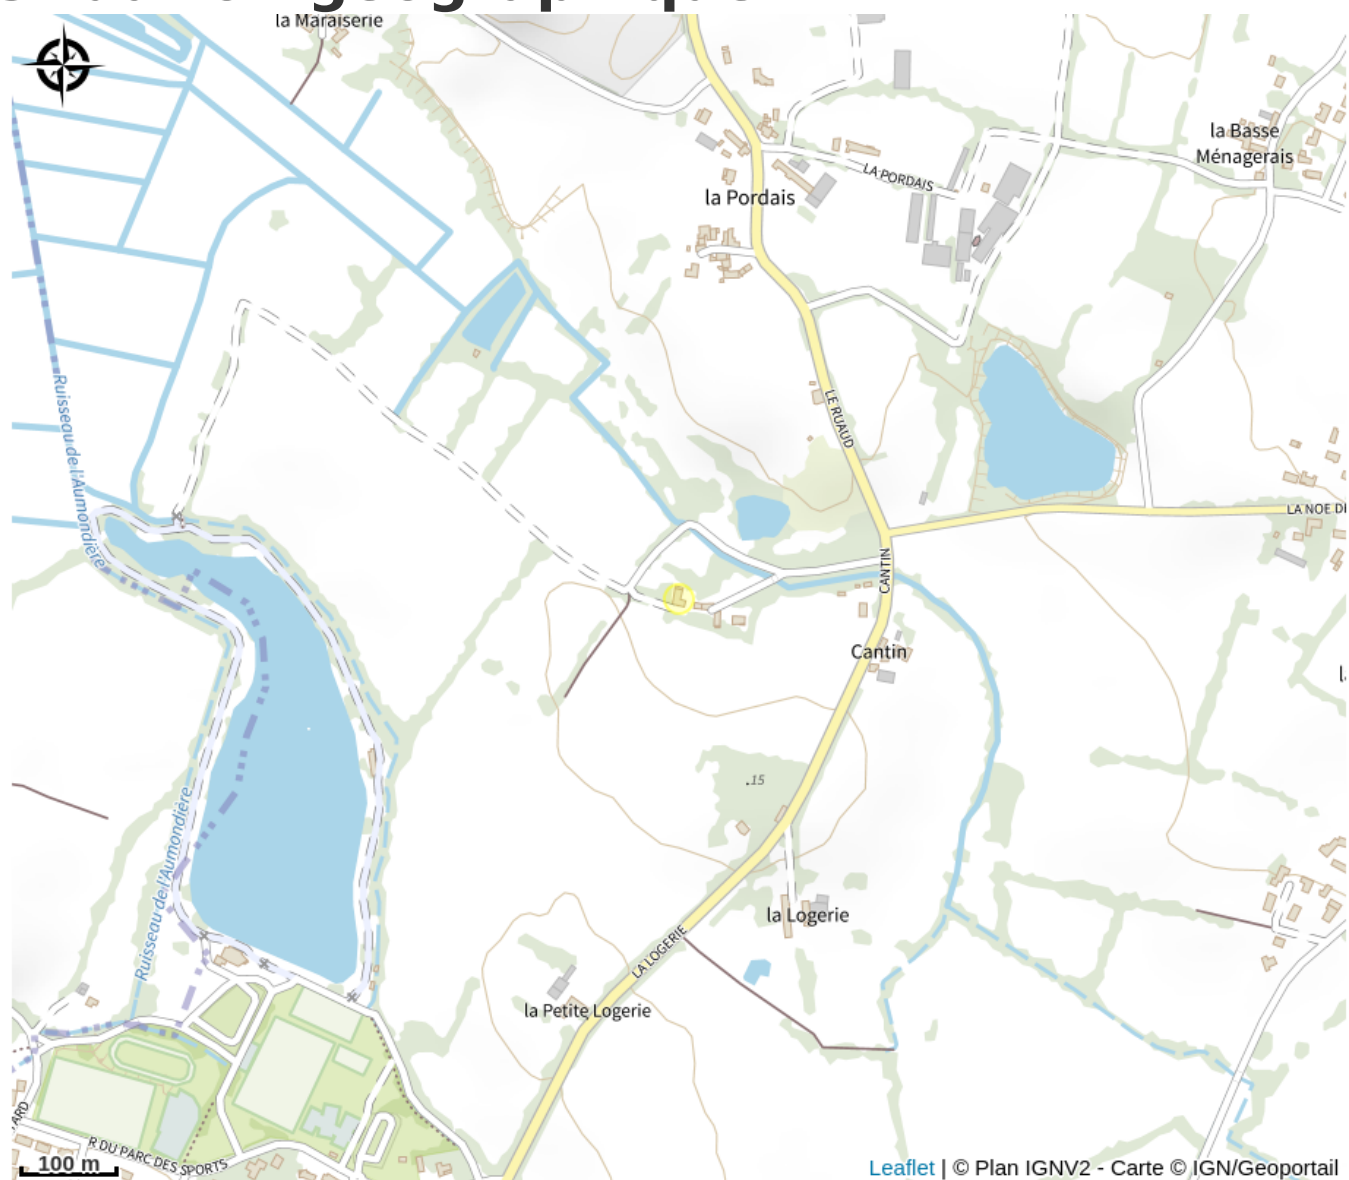 la Maraiserie
la Basse
Ménagerais
LA PORDAIS
la Pordais
Ruisseau de l'Aumondière
LE RUAUD
LA NOE
CANTIN
Cantin
.15
Ruisseau de l'Aumondière
la Logerie
LA LOGERIE
la Petite Logerie
R DU PARC DES SPORTS
100 m
Leaflet | © Plan IGNV2 - Carte © IGN/Geoportail